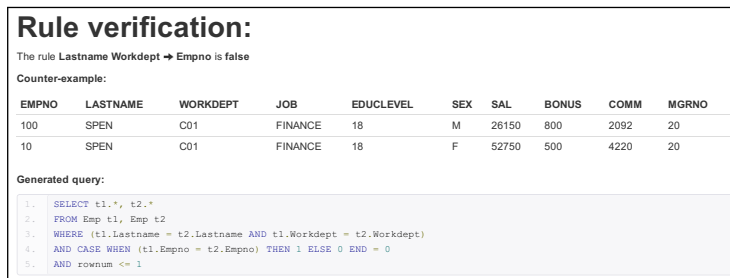 Rule verification:
The rule Lastname Workdept ➔ Empno is false
Counter-example:
EMPNO LASTNAME WORKDEPT JOB EDUCLEVEL SEX SAL BONUS COMM MGRNO
100 SPEN C01 FINANCE 18 M 26150 800 2092 20
10 SPEN C01 FINANCE 18 F 52750 500 4220 20
Generated query:
1. SELECT t1.*, t2.*
2. FROM Emp t1, Emp t2
3. WHERE (t1.Lastname = t2.Lastname AND t1.Workdept = t2.Workdept)
4. AND CASE WHEN (t1.Empno = t2.Empno) THEN 1 ELSE 0 END = 0
5. AND rownum <= 1